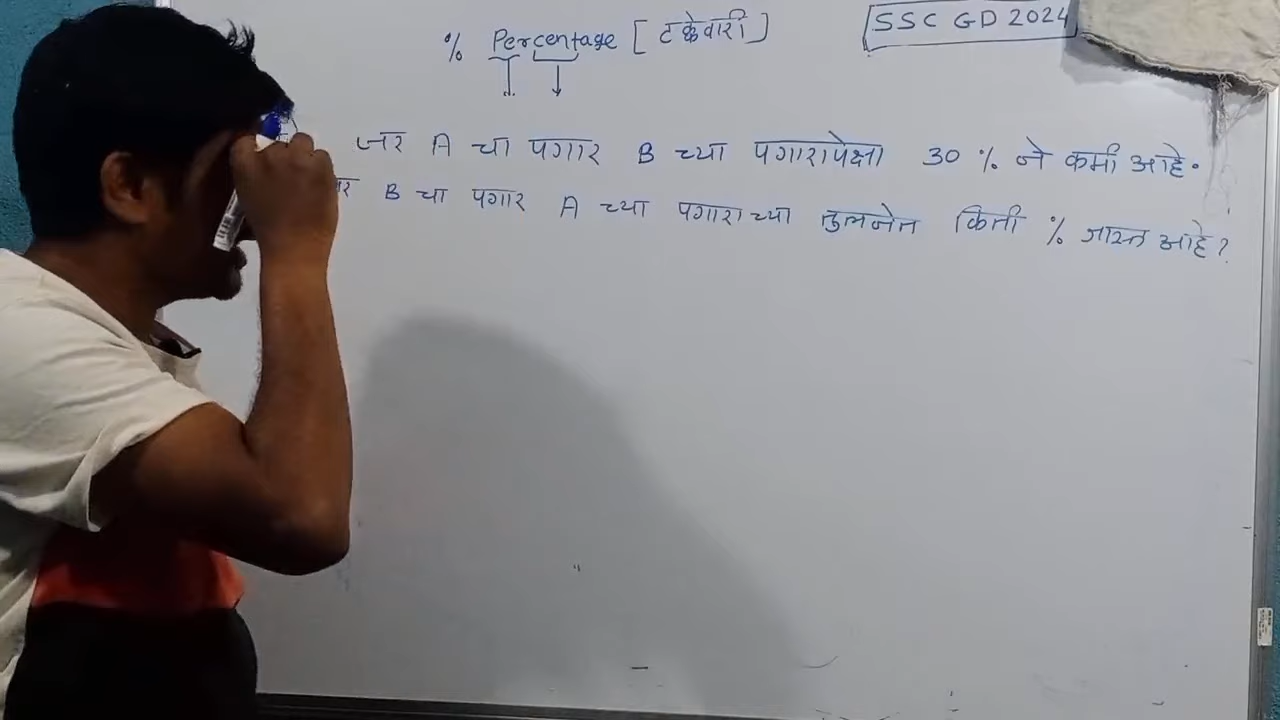 % Percentage [ टक्केवारी ]
SSC GD 2024
जर A चा पगार B च्या पगारापेक्षा 30 % ने कमी आहे.
B चा पगार A च्या पगाराच्या तुलनेत किती % जास्त आहे?